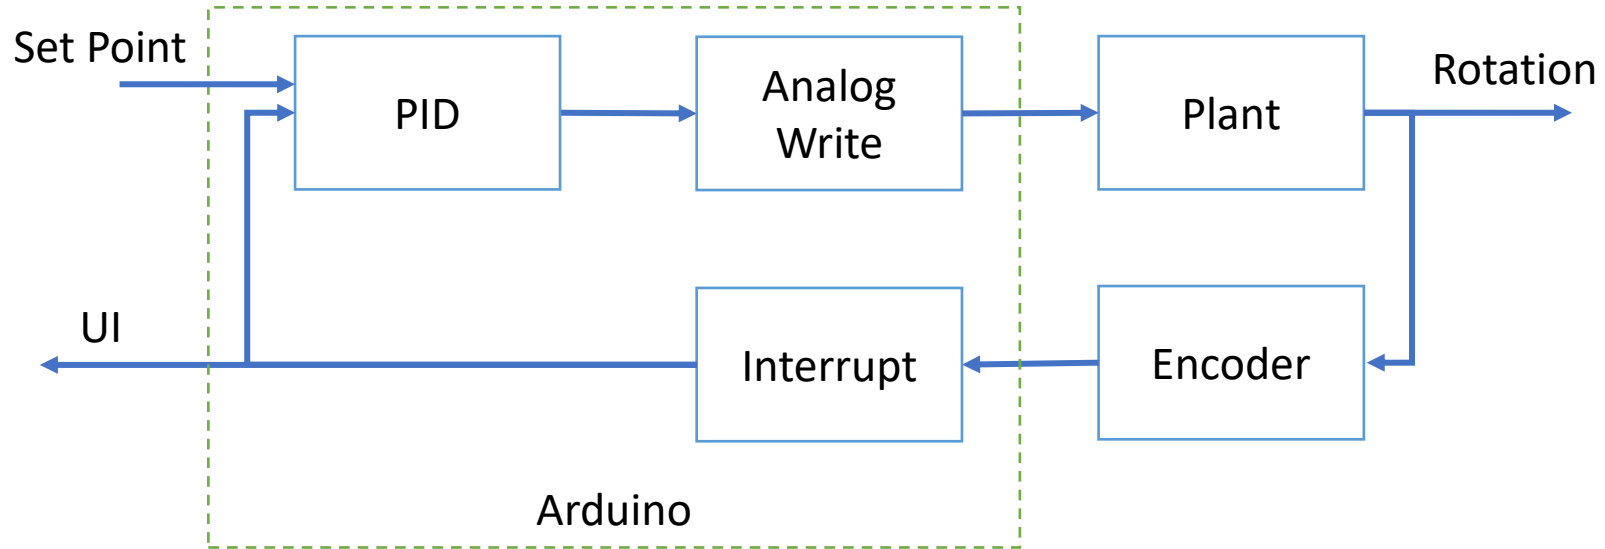 Set Point
PID
Analog
Write
Plant
Rotation
UI
Interrupt
Encoder
Arduino